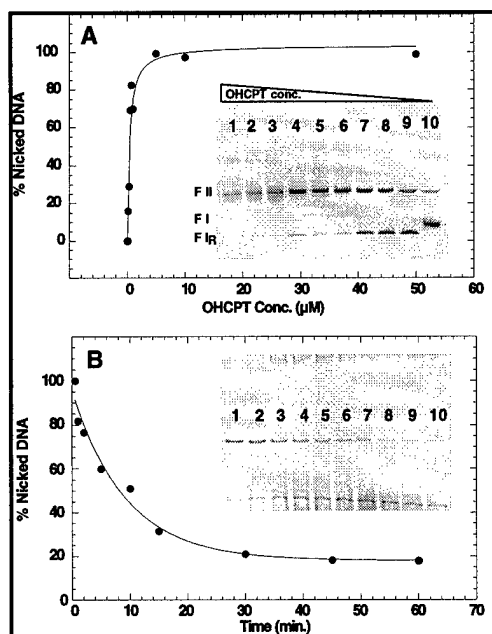 A
% Nicked DNA
100
80
60
40
20
0
OHCPT conc.
1 2 3 4 5 6 7 8 9 10
F II
F I
F IR
0 10 20 30 40 50 60
OHCPT Conc. (µM)
B
% Nicked DNA
100
80
60
40
20
0
1 2 3 4 5 6 7 8 9 10
0 10 20 30 40 50 60 70
Time (min.)